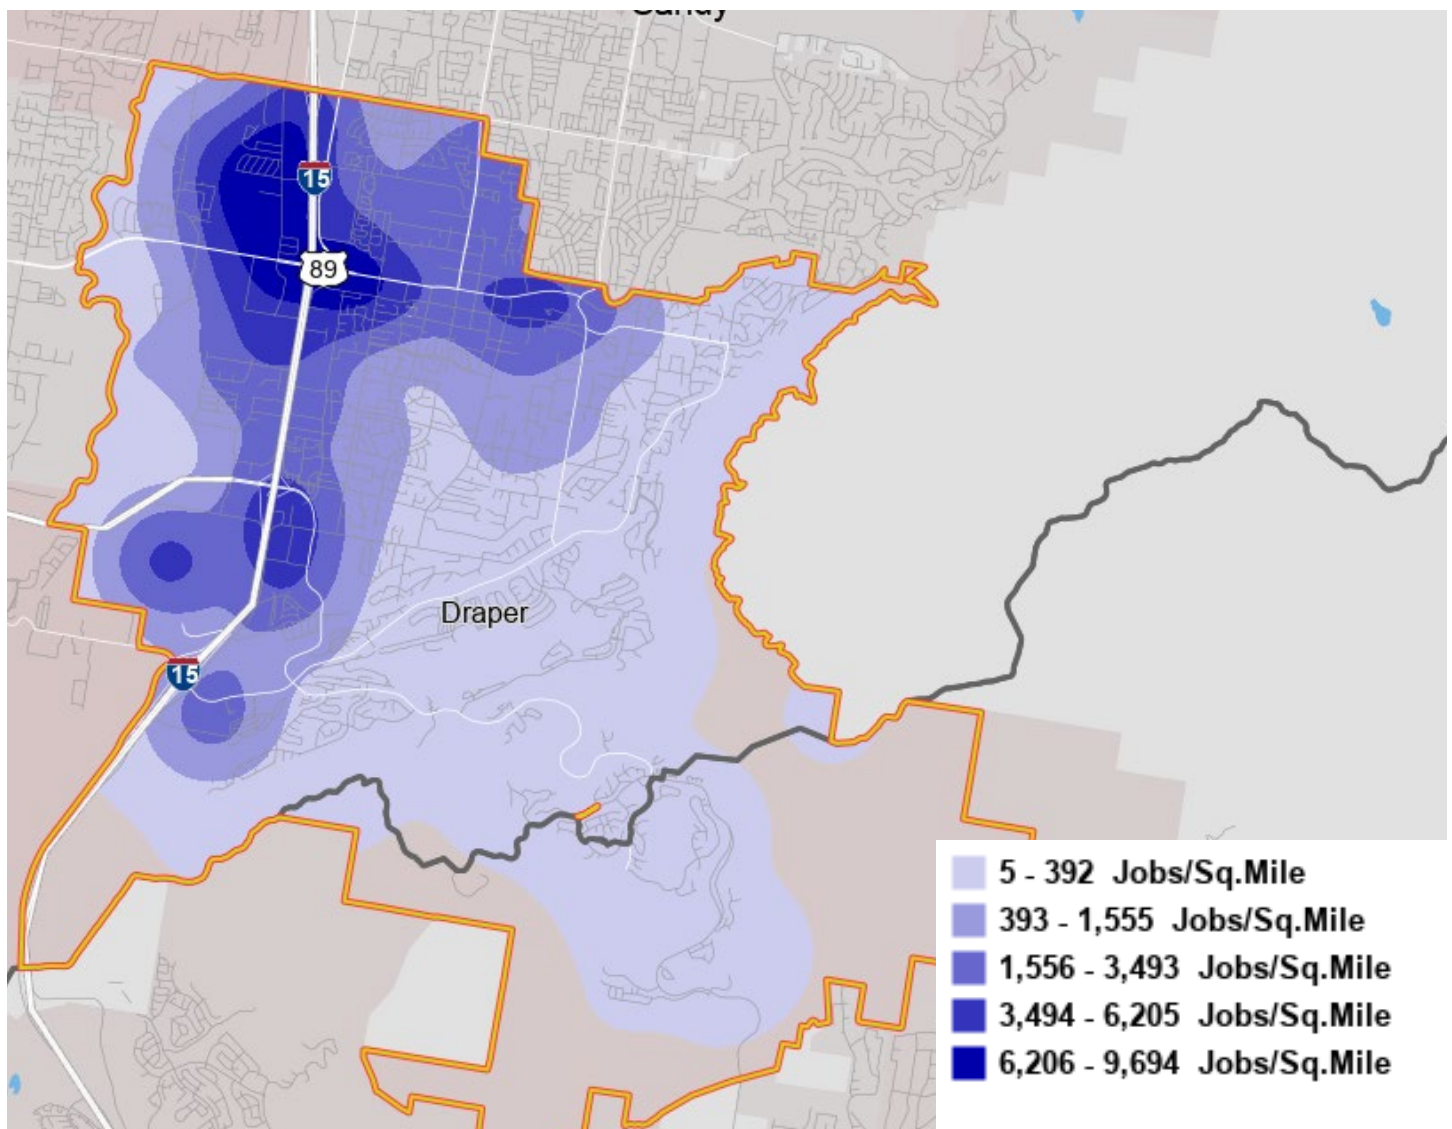 Sandy
15
89
Draper
15
5 - 392 Jobs/Sq.Mile
393 - 1,555 Jobs/Sq.Mile
1,556 - 3,493 Jobs/Sq.Mile
3,494 - 6,205 Jobs/Sq.Mile
6,206 - 9,694 Jobs/Sq.Mile